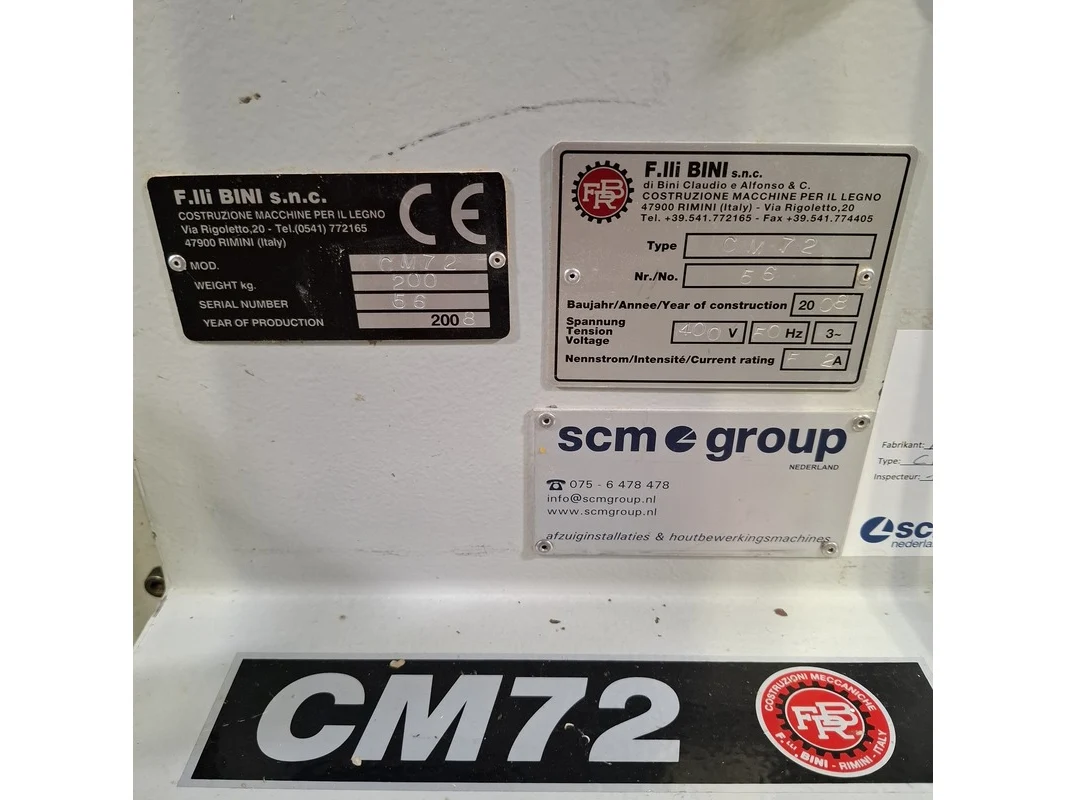 F.lli BINI s.n.c.
COSTRUZIONE MACCHINE PER IL LEGNO
Via Rigoletto,20 - Tel.(0541) 772165
47900 RIMINI (Italy)
CE
MOD. CM72
WEIGHT kg. 200
SERIAL NUMBER 56
YEAR OF PRODUCTION 2008
FBR
F.lli BINI s.n.c.
di Bini Claudio e Alfonso & C.
COSTRUZIONE MACCHINE PER IL LEGNO
47900 RIMINI (Italy) - Via Rigoletto,20
Tel. +39.541.772165 - Fax +39.541.774405
Type CM72
Nr./No. 56
Baujahr/Annee/Year of construction 2008
Spannung
Tension
Voltage 400 V 50 Hz 3~
Nennstrom/Intensité/Current rating 2A
scm group
NEDERLAND
075 - 6 478 478
info@scmgroup.nl
www.scmgroup.nl
afzuiginstallaties & houtbewerkingsmachines
Fabrikant:
Type: C
Inspecteur:
sc
nederla
CM72
COSTRUZIONI MECCANICHE
FBR
F.lli BINI - RIMINI - ITALY